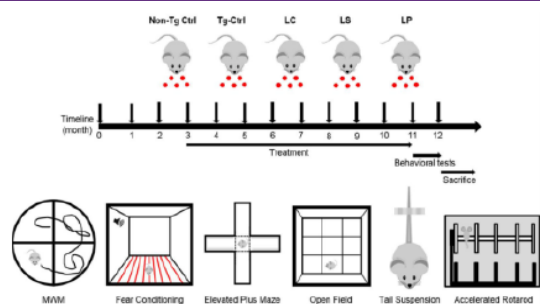 Non-Tg Ctrl Tg-Ctrl LC LS LP
Timeline
(month)
0 1 2 3 4 5 6 7 8 9 10 11 12
Treatment
Behavioral tests
Sacrifice
MWM Fear Conditioning Elevated Plus Maze Open Field Tail Suspension Accelerated Rotarod